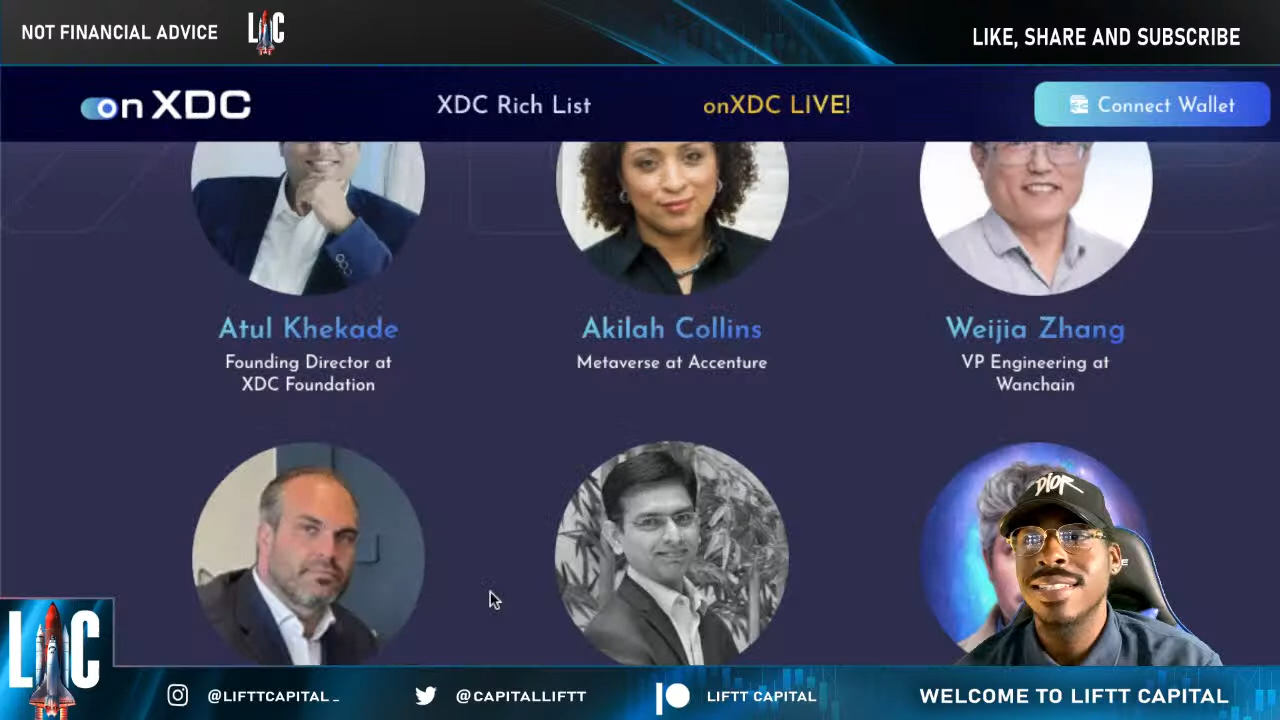 NOT FINANCIAL ADVICE
L C
LIKE, SHARE AND SUBSCRIBE
on XDC
XDC Rich List
onXDC LIVE!
Connect Wallet
Atul Khekade
Founding Director at
XDC Foundation
Akilah Collins
Metaverse at Accenture
Weijia Zhang
VP Engineering at
Wanchain
DIOR
L C
@LIFTTCAPITAL_
@CAPITALLIFTT
LIFTT CAPITAL
WELCOME TO LIFTT CAPITAL